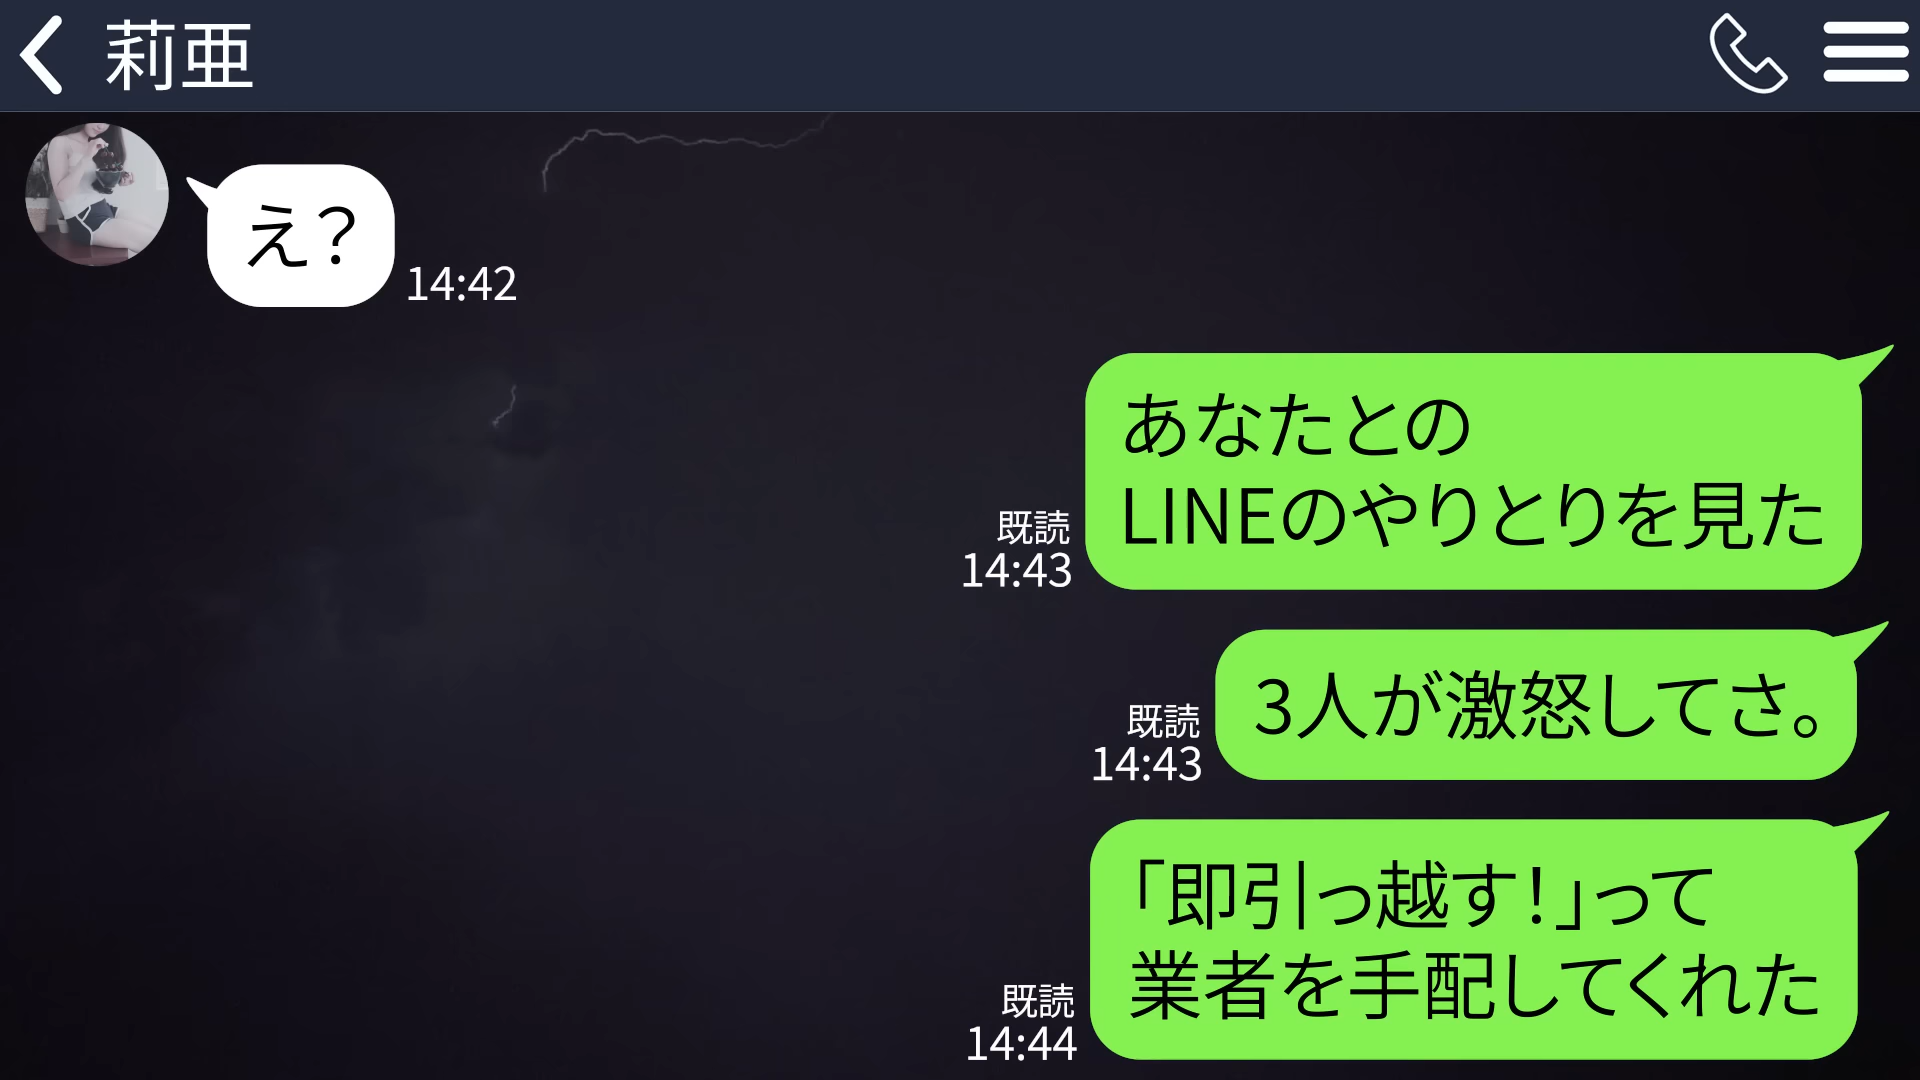 莉亜
え？
14:42
あなたとの
LINEのやりとりを見た
既読
14:43
3人が激怒してさ。
既読
14:43
「即引っ越す！」って
業者を手配してくれた
既読
14:44